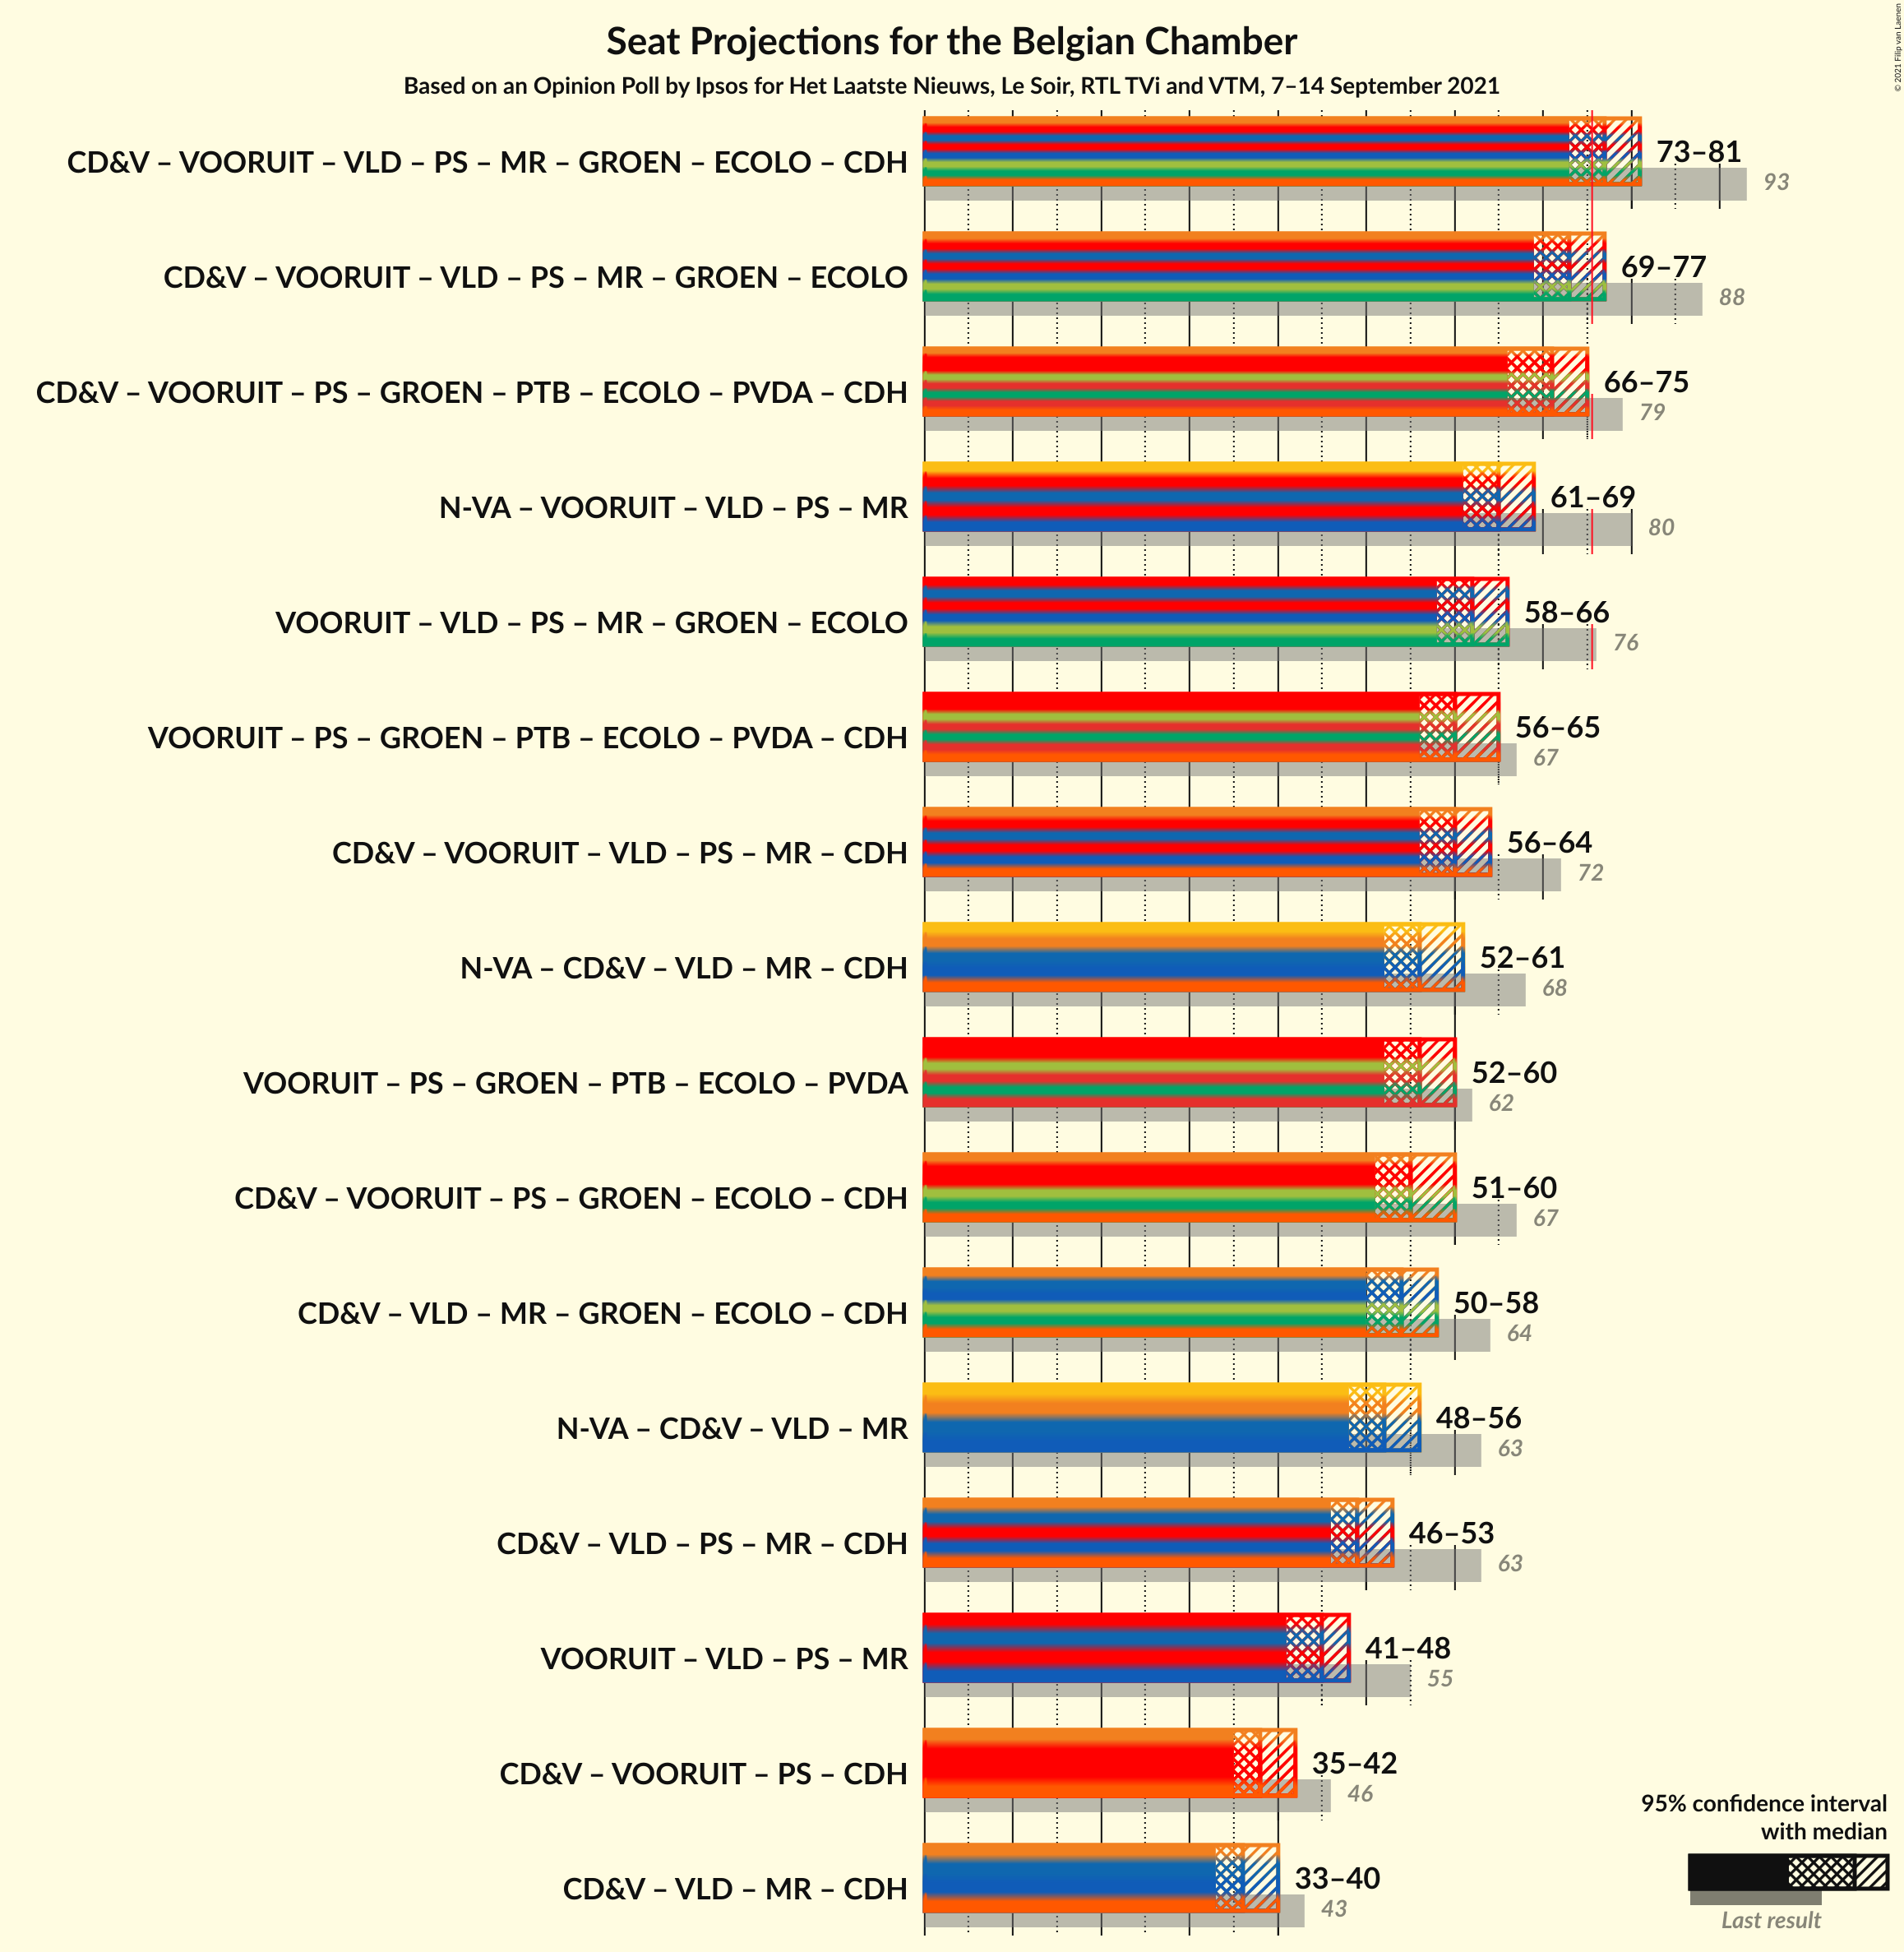 Seat Projections for the Belgian Chamber
Based on an Opinion Poll by Ipsos for Het Laatste Nieuws, Le Soir, RTL TVi and VTM, 7–14 September 2021
© 2021 Filip van Laenen
CD&V – VOORUIT – VLD – PS – MR – GROEN – ECOLO – CDH
73–81
93
CD&V – VOORUIT – VLD – PS – MR – GROEN – ECOLO
69–77
88
CD&V – VOORUIT – PS – GROEN – PTB – ECOLO – PVDA – CDH
66–75
79
N-VA – VOORUIT – VLD – PS – MR
61–69
80
VOORUIT – VLD – PS – MR – GROEN – ECOLO
58–66
76
VOORUIT – PS – GROEN – PTB – ECOLO – PVDA – CDH
56–65
67
CD&V – VOORUIT – VLD – PS – MR – CDH
56–64
72
N-VA – CD&V – VLD – MR – CDH
52–61
68
VOORUIT – PS – GROEN – PTB – ECOLO – PVDA
52–60
62
CD&V – VOORUIT – PS – GROEN – ECOLO – CDH
51–60
67
CD&V – VLD – MR – GROEN – ECOLO – CDH
50–58
64
N-VA – CD&V – VLD – MR
48–56
63
CD&V – VLD – PS – MR – CDH
46–53
63
VOORUIT – VLD – PS – MR
41–48
55
CD&V – VOORUIT – PS – CDH
35–42
46
CD&V – VLD – MR – CDH
33–40
43
95% confidence interval
with median
Last result